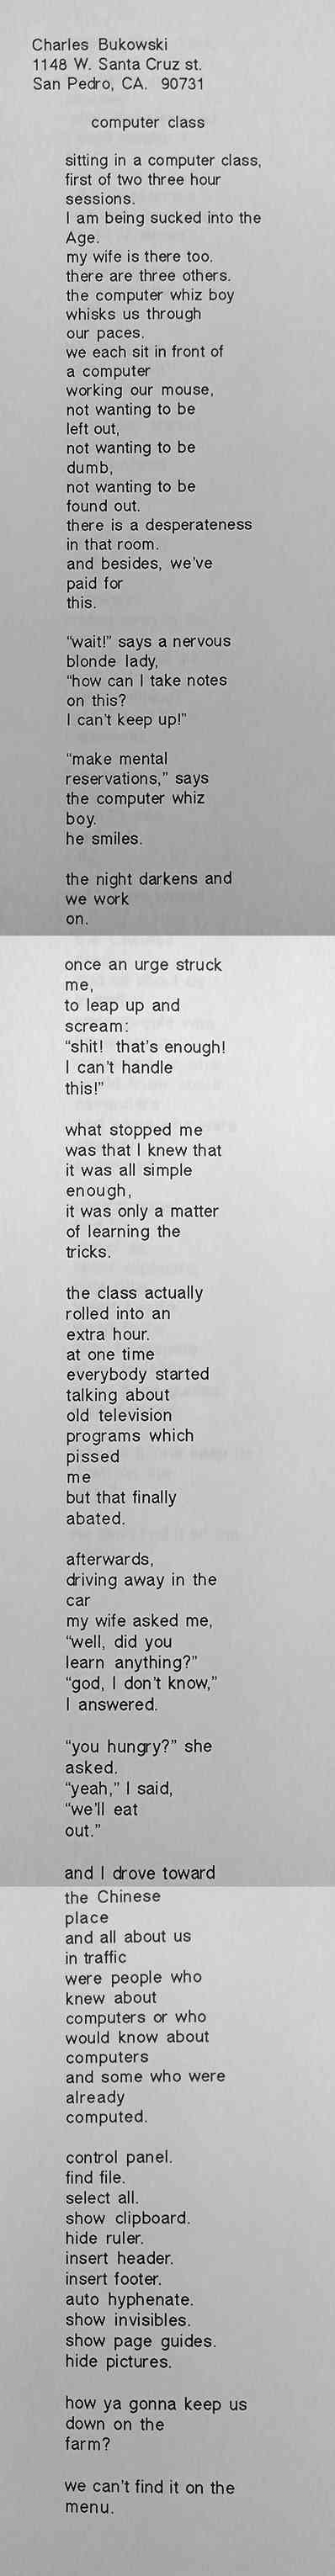 Charles Bukowski
1148 W. Santa Cruz st.
San Pedro, CA. 90731
computer class
sitting in a computer class,
first of two three hour
sessions.
I am being sucked into the
Age.
my wife is there too.
there are three others.
the computer whiz boy
whisks us through
our paces.
we each sit in front of
a computer
working our mouse,
not wanting to be
left out,
not wanting to be
dumb,
not wanting to be
found out.
there is a desperateness
in that room.
and besides, we've
paid for
this.
“wait!” says a nervous
blonde lady,
“how can I take notes
on this?
I can't keep up!”
“make mental
reservations,” says
the computer whiz
boy.
he smiles.
the night darkens and
we work
on.
once an urge struck
me,
to leap up and
scream:
“shit! that's enough!
I can't handle
this!”
what stopped me
was that I knew that
it was all simple
enough,
it was only a matter
of learning the
tricks.
the class actually
rolled into an
extra hour.
at one time
everybody started
talking about
old television
programs which
pissed
me
but that finally
abated.
afterwards,
driving away in the
car
my wife asked me,
“well, did you
learn anything?”
“god, I don't know,”
I answered.
“you hungry?” she
asked.
“yeah,” I said,
“we'll eat
out.”
and I drove toward
the Chinese
place
and all about us
in traffic
were people who
knew about
computers or who
would know about
computers
and some who were
already
computed.
control panel.
find file.
select all.
show clipboard.
hide ruler.
insert header.
insert footer.
auto hyphenate.
show invisibles.
show page guides.
hide pictures.
how ya gonna keep us
down on the
farm?
we can't find it on the
menu.